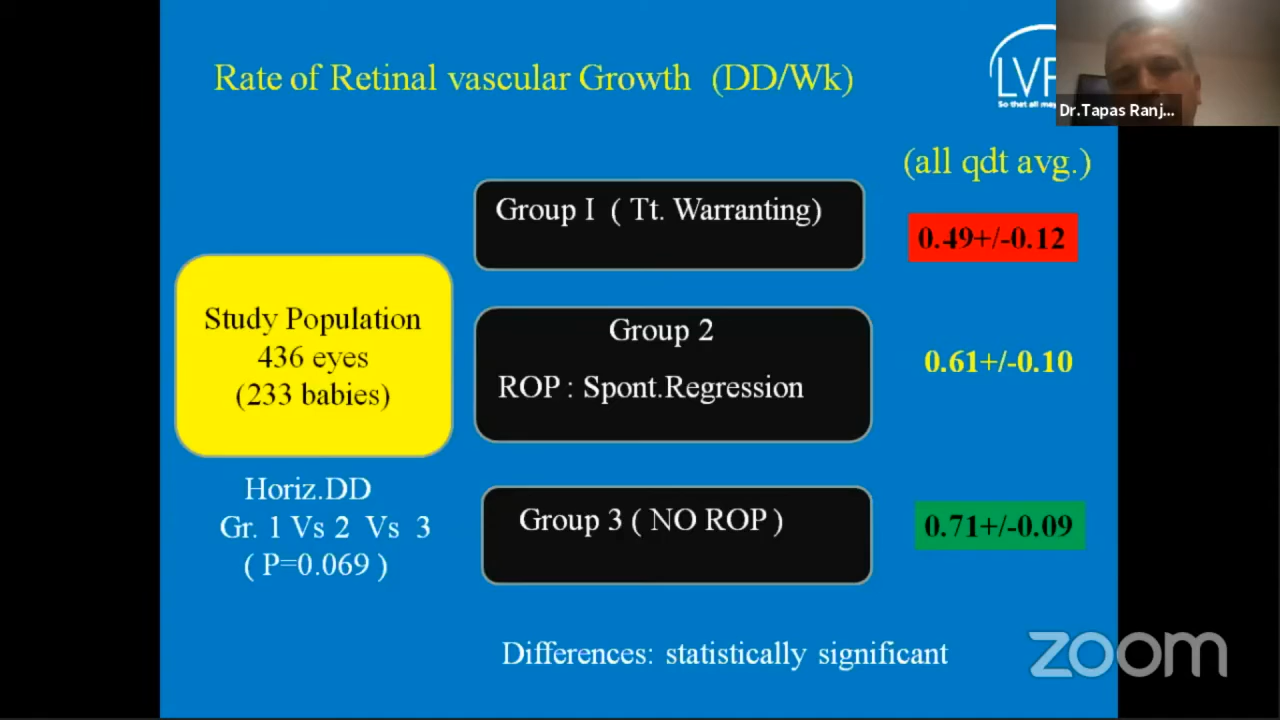 Rate of Retinal vascular Growth (DD/Wk)
LVP
So that all may
Dr.Tapas Ranj...
(all qdt avg.)
Group I ( Tt. Warranting)
0.49+/-0.12
Study Population
436 eyes
(233 babies)
Group 2
ROP : Spont.Regression
0.61+/-0.10
Horiz.DD
Gr. 1 Vs 2 Vs 3
( P=0.069 )
Group 3 ( NO ROP )
0.71+/-0.09
Differences: statistically significant
zoom